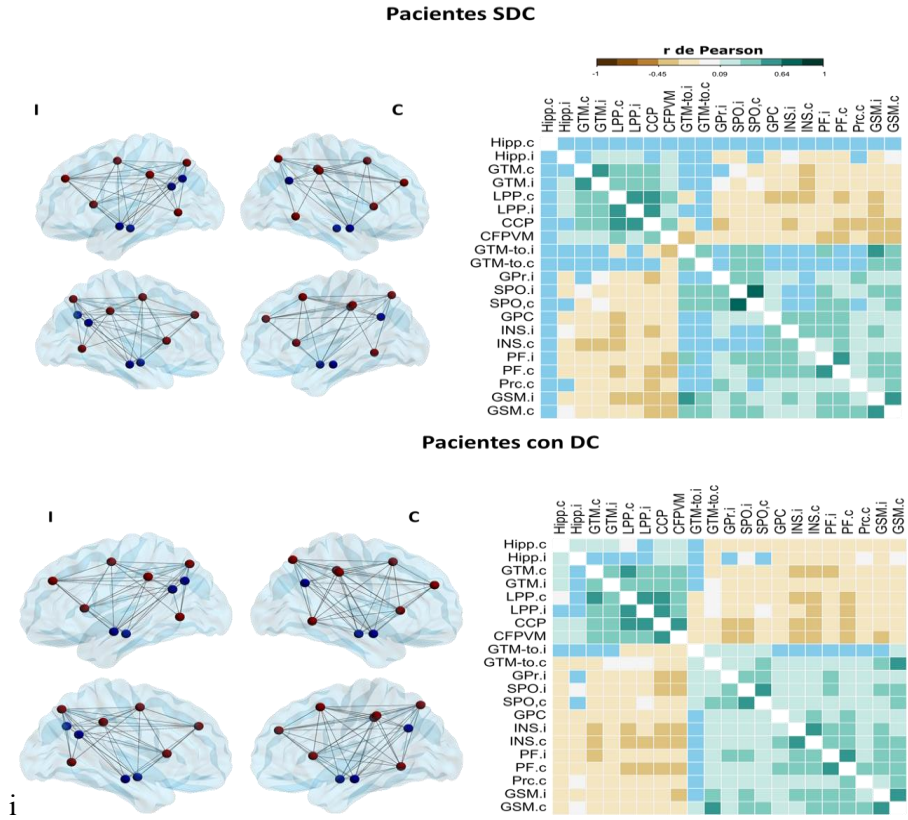 Pacientes SDC
r de Pearson
-1 -0.45 0.09 0.64 1
I C
Hipp.c Hipp.i GTM.c GTM.i LPP.c LPP.i CCP CFPVM GTM-to.i GTM-to.c GPr.i SPO.i SPO,c GPC INS.i INS.c PF.i PF.c Prc.c GSM.i GSM.c
Hipp.c
Hipp.i
GTM.c
GTM.i
LPP.c
LPP.i
CCP
CFPVM
GTM-to.i
GTM-to.c
GPr.i
SPO.i
SPO,c
GPC
INS.i
INS.c
PF.i
PF.c
Prc.c
GSM.i
GSM.c
Pacientes con DC
I C
Hipp.c Hipp.i GTM.c GTM.i LPP.c LPP.i CCP CFPVM GTM-to.i GTM-to.c GPr.i SPO.i SPO,c GPC INS.i INS.c PF.i PF.c Prc.c GSM.i GSM.c
Hipp.c
Hipp.i
GTM.c
GTM.i
LPP.c
LPP.i
CCP
CFPVM
GTM-to.i
GTM-to.c
GPr.i
SPO.i
SPO,c
GPC
INS.i
INS.c
PF.i
PF.c
Prc.c
GSM.i
GSM.c
i